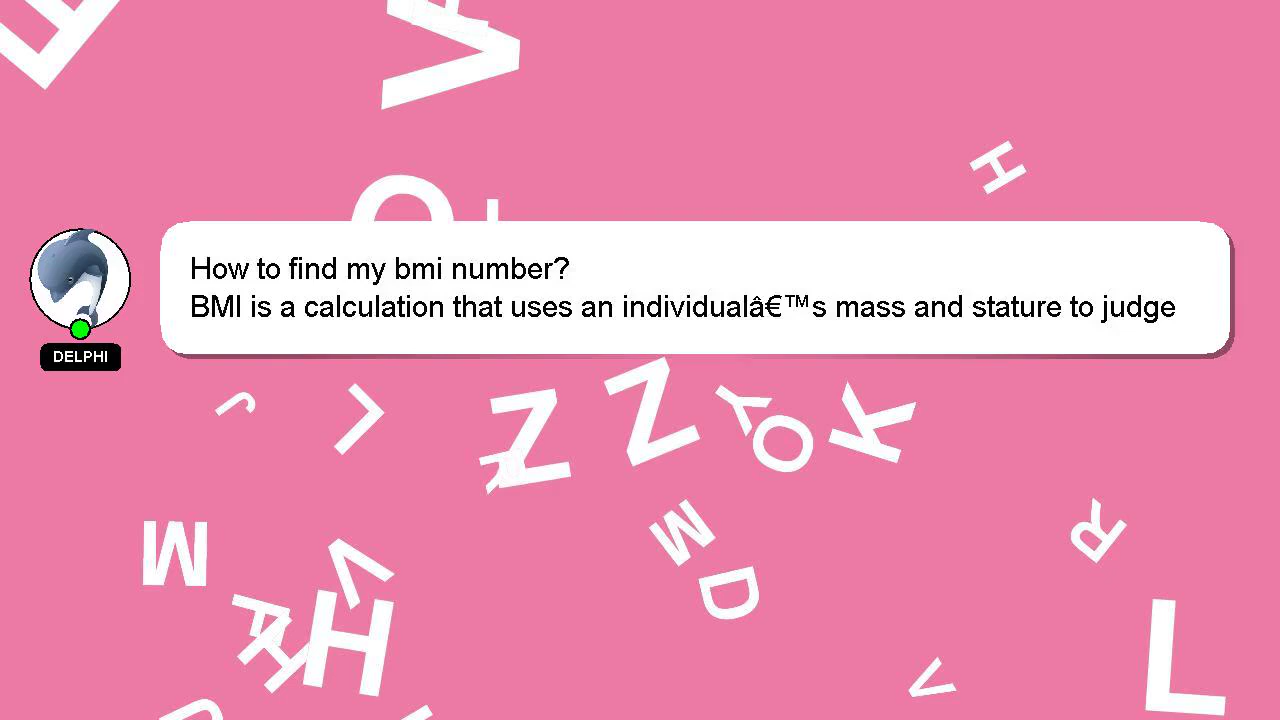 How to find my bmi number?
BMI is a calculation that uses an individualâ€™s mass and stature to judge
DELPHI
H
J
L
Z
Z
Y
O
K
R
M
M
D
R
V
H
L
V